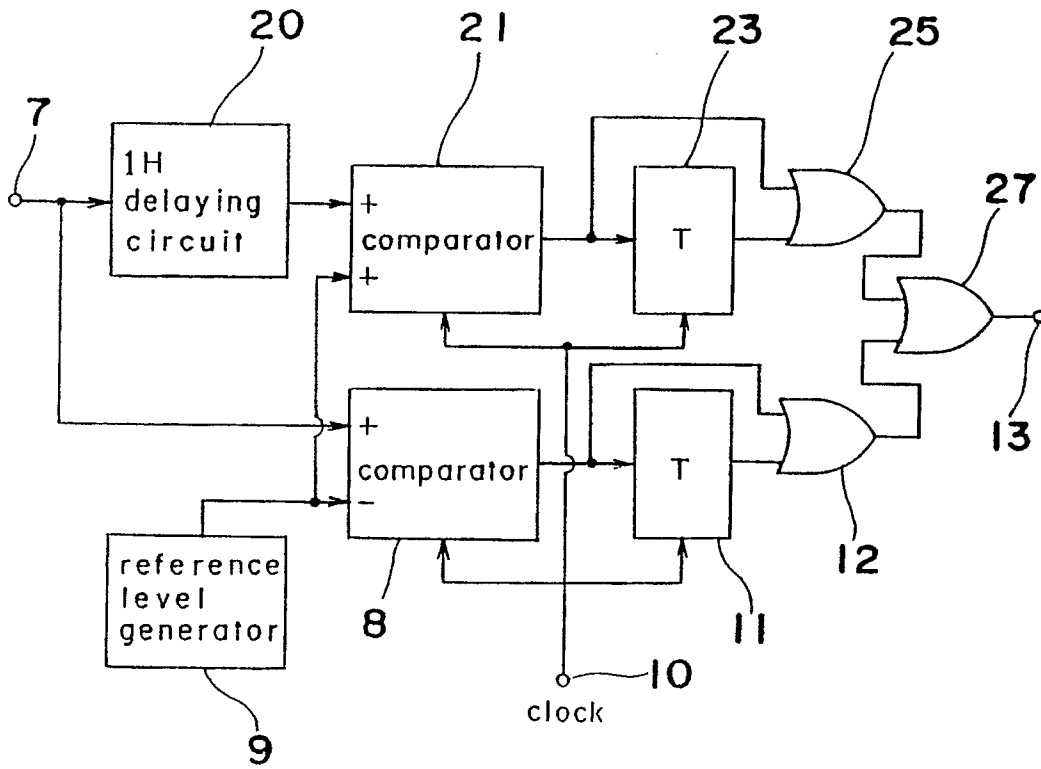 20
21
23
25
7
1H
delaying
circuit
+
comparator
+
T
27
+
comparator
-
T
13
reference
level
generator
8
12
11
10
clock
9